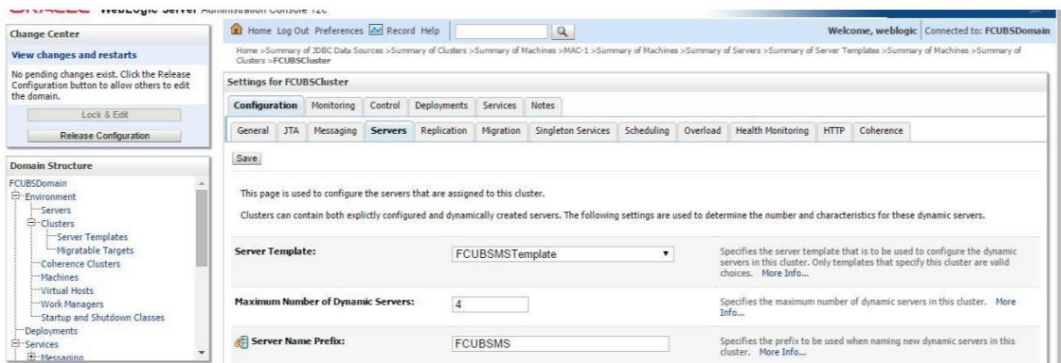 ORACLE WebLogic Server Administration Console 12c
Change Center
View changes and restarts
No pending changes exist. Click the Release
Configuration button to allow others to edit
the domain.
Lock & Edit
Release Configuration
Domain Structure
FCUBSDomain
Environment
Servers
Clusters
Server Templates
Migratable Targets
Coherence Clusters
Machines
Virtual Hosts
Work Managers
Startup and Shutdown Classes
Deployments
Services
Messaging
Home Log Out Preferences Record Help
Welcome, weblogic Connected to: FCUBSDomain
Home >Summary of JDBC Data Sources >Summary of Clusters >Summary of Machines >MAC-1 >Summary of Machines >Summary of Servers >Summary of Server Templates >Summary of Machines >Summary of
Clusters >FCUBSCluster
Settings for FCUBSCluster
Configuration Monitoring Control Deployments Services Notes
General JTA Messaging Servers Replication Migration Singleton Services Scheduling Overload Health Monitoring HTTP Coherence
Save
This page is used to configure the servers that are assigned to this cluster.
Clusters can contain both explictly configured and dynamically created servers. The following settings are used to determine the number and characteristics for these dynamic servers.
Server Template: FCUBSMSTemplate
Specifies the server template that is to be used to configure the dynamic
servers in this cluster. Only templates that specify this cluster are valid
choices. More Info...
Maximum Number of Dynamic Servers: 4
Specifies the maximum number of dynamic servers in this cluster. More
Info...
Server Name Prefix: FCUBSMS
Specifies the prefix to be used when naming new dynamic servers in this
cluster. More Info...